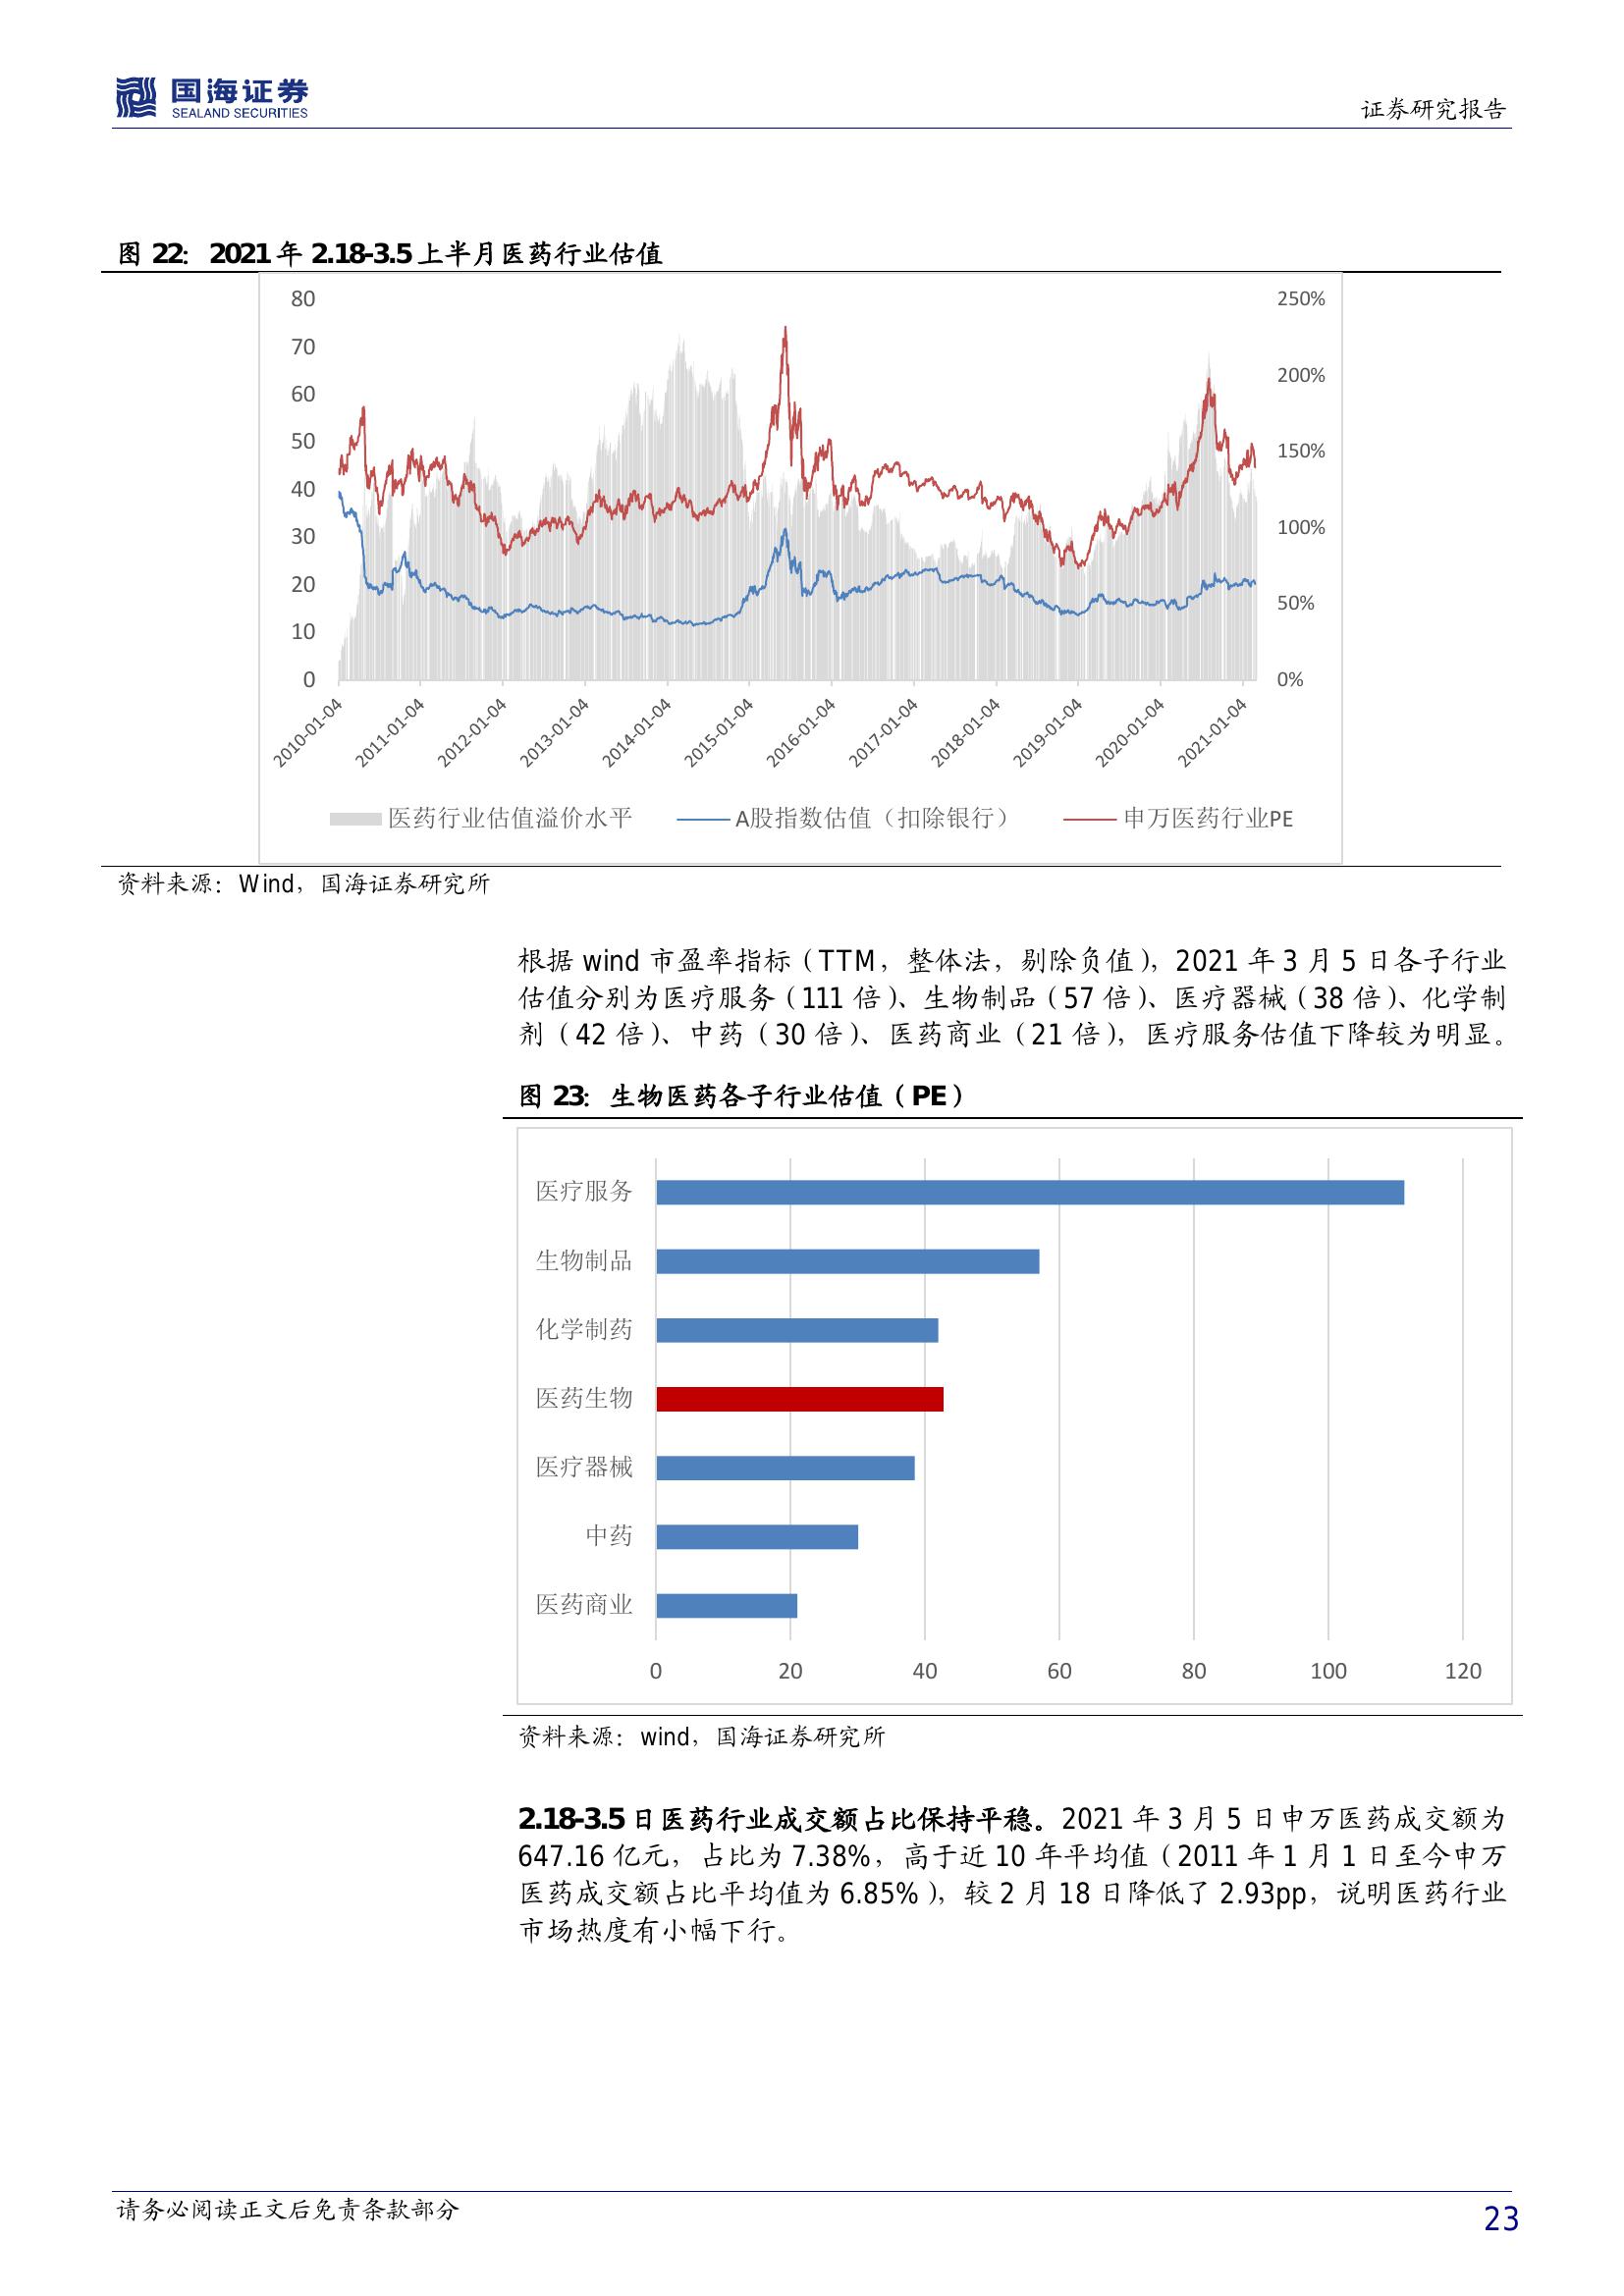 国海证券
SEALAND SECURITIES
证券研究报告
图 22：2021 年 2.18-3.5 上半月医药行业估值
80
70
60
50
40
30
20
10
0
250%
200%
150%
100%
50%
0%
2010-01-04
2011-01-04
2012-01-04
2013-01-04
2014-01-04
2015-01-04
2016-01-04
2017-01-04
2018-01-04
2019-01-04
2020-01-04
2021-01-04
医药行业估值溢价水平 A股指数估值（扣除银行） 申万医药行业PE
资料来源：Wind，国海证券研究所
根据 wind 市盈率指标（TTM，整体法，剔除负值），2021 年 3 月 5 日各子行业
估值分别为医疗服务（111 倍）、生物制品（57 倍）、医疗器械（38 倍）、化学制
剂（42 倍）、中药（30 倍）、医药商业（21 倍），医疗服务估值下降较为明显。
图 23：生物医药各子行业估值（PE）
医疗服务
生物制品
化学制药
医药生物
医疗器械
中药
医药商业
0 20 40 60 80 100 120
资料来源：wind，国海证券研究所
2.18-3.5 日医药行业成交额占比保持平稳。2021 年 3 月 5 日申万医药成交额为
647.16 亿元，占比为 7.38%，高于近 10 年平均值（2011 年 1 月 1 日至今申万
医药成交额占比平均值为 6.85%），较 2 月 18 日降低了 2.93pp，说明医药行业
市场热度有小幅下行。
请务必阅读正文后免责条款部分
23